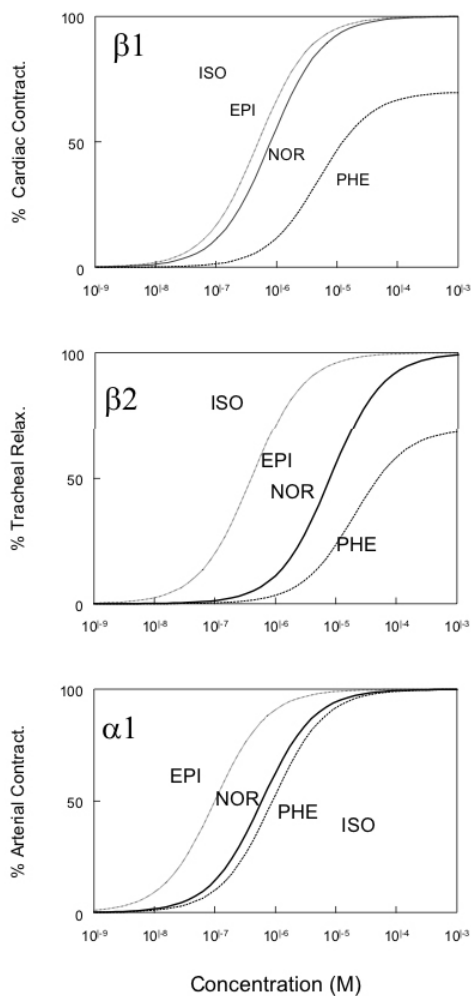 100
β1
ISO
EPI
50
NOR
PHE
% Cardiac Contract.
0
10|-9 10|-8 10|-7 10|-6 10|-5 10|-4 10|-3
100
β2
ISO
EPI
50
NOR
PHE
% Tracheal Relax.
0
10|-9 10|-8 10|-7 10|-6 10|-5 10|-4 10|-3
100
α1
EPI
50
NOR
PHE
ISO
% Arterial Contract.
0
10|-9 10|-8 10|-7 10|-6 10|-5 10|-4 10|-3
Concentration (M)